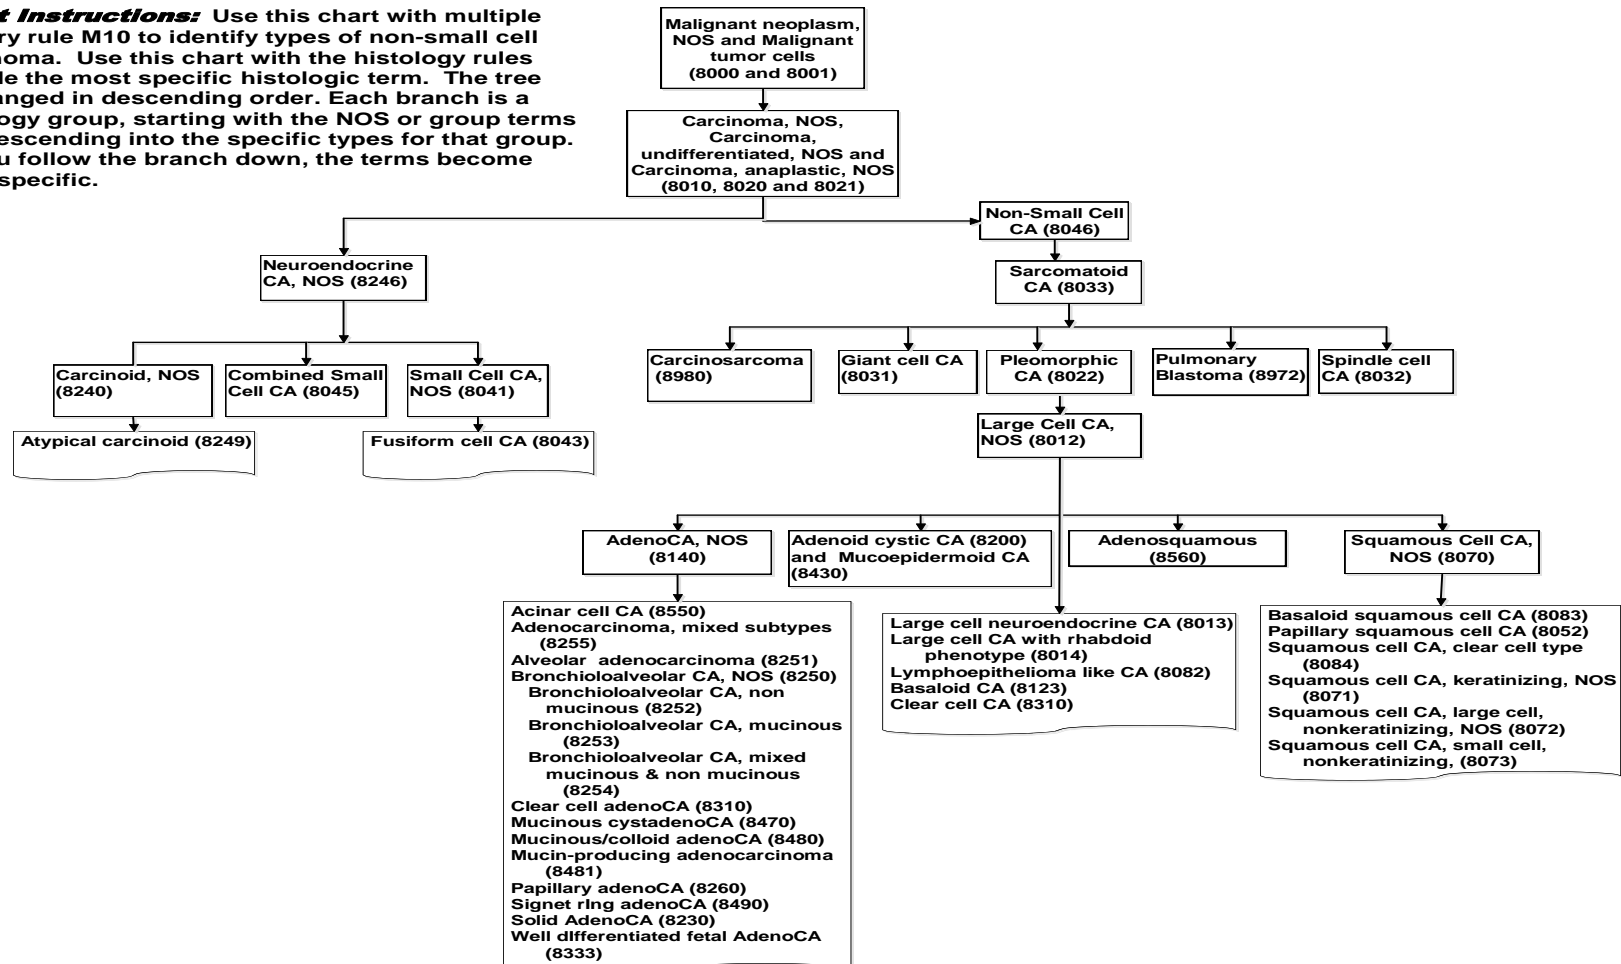 t Instructions: Use this chart with multiple
ry rule M10 to identify types of non-small cell
noma. Use this chart with the histology rules
le the most specific histologic term. The tree
anged in descending order. Each branch is a
ogy group, starting with the NOS or group terms
escending into the specific types for that group.
u follow the branch down, the terms become
specific.
Malignant neoplasm,
NOS and Malignant
tumor cells
(8000 and 8001)
Carcinoma, NOS,
Carcinoma,
undifferentiated, NOS and
Carcinoma, anaplastic, NOS
(8010, 8020 and 8021)
Non-Small Cell
CA (8046)
Neuroendocrine
CA, NOS (8246)
Sarcomatoid
CA (8033)
Carcinoid, NOS
(8240)
Combined Small
Cell CA (8045)
Small Cell CA,
NOS (8041)
Carcinosarcoma
(8980)
Giant cell CA
(8031)
Pleomorphic
CA (8022)
Pulmonary
Blastoma (8972)
Spindle cell
CA (8032)
Atypical carcinoid (8249)
Fusiform cell CA (8043)
Large Cell CA,
NOS (8012)
AdenoCA, NOS
(8140)
Adenoid cystic CA (8200)
and Mucoepidermoid CA
(8430)
Adenosquamous
(8560)
Squamous Cell CA,
NOS (8070)
Acinar cell CA (8550)
Adenocarcinoma, mixed subtypes
(8255)
Alveolar adenocarcinoma (8251)
Bronchioloalveolar CA, NOS (8250)
Bronchioloalveolar CA, non
mucinous (8252)
Bronchioloalveolar CA, mucinous
(8253)
Bronchioloalveolar CA, mixed
mucinous & non mucinous
(8254)
Clear cell adenoCA (8310)
Mucinous cystadenoCA (8470)
Mucinous/colloid adenoCA (8480)
Mucin-producing adenocarcinoma
(8481)
Papillary adenoCA (8260)
Signet rIng adenoCA (8490)
Solid AdenoCA (8230)
Well dIfferentiated fetal AdenoCA
(8333)
Large cell neuroendocrine CA (8013)
Large cell CA with rhabdoid
phenotype (8014)
Lymphoepithelioma like CA (8082)
Basaloid CA (8123)
Clear cell CA (8310)
Basaloid squamous cell CA (8083)
Papillary squamous cell CA (8052)
Squamous cell CA, clear cell type
(8084)
Squamous cell CA, keratinizing, NOS
(8071)
Squamous cell CA, large cell,
nonkeratinizing, NOS (8072)
Squamous cell CA, small cell,
nonkeratinizing, (8073)